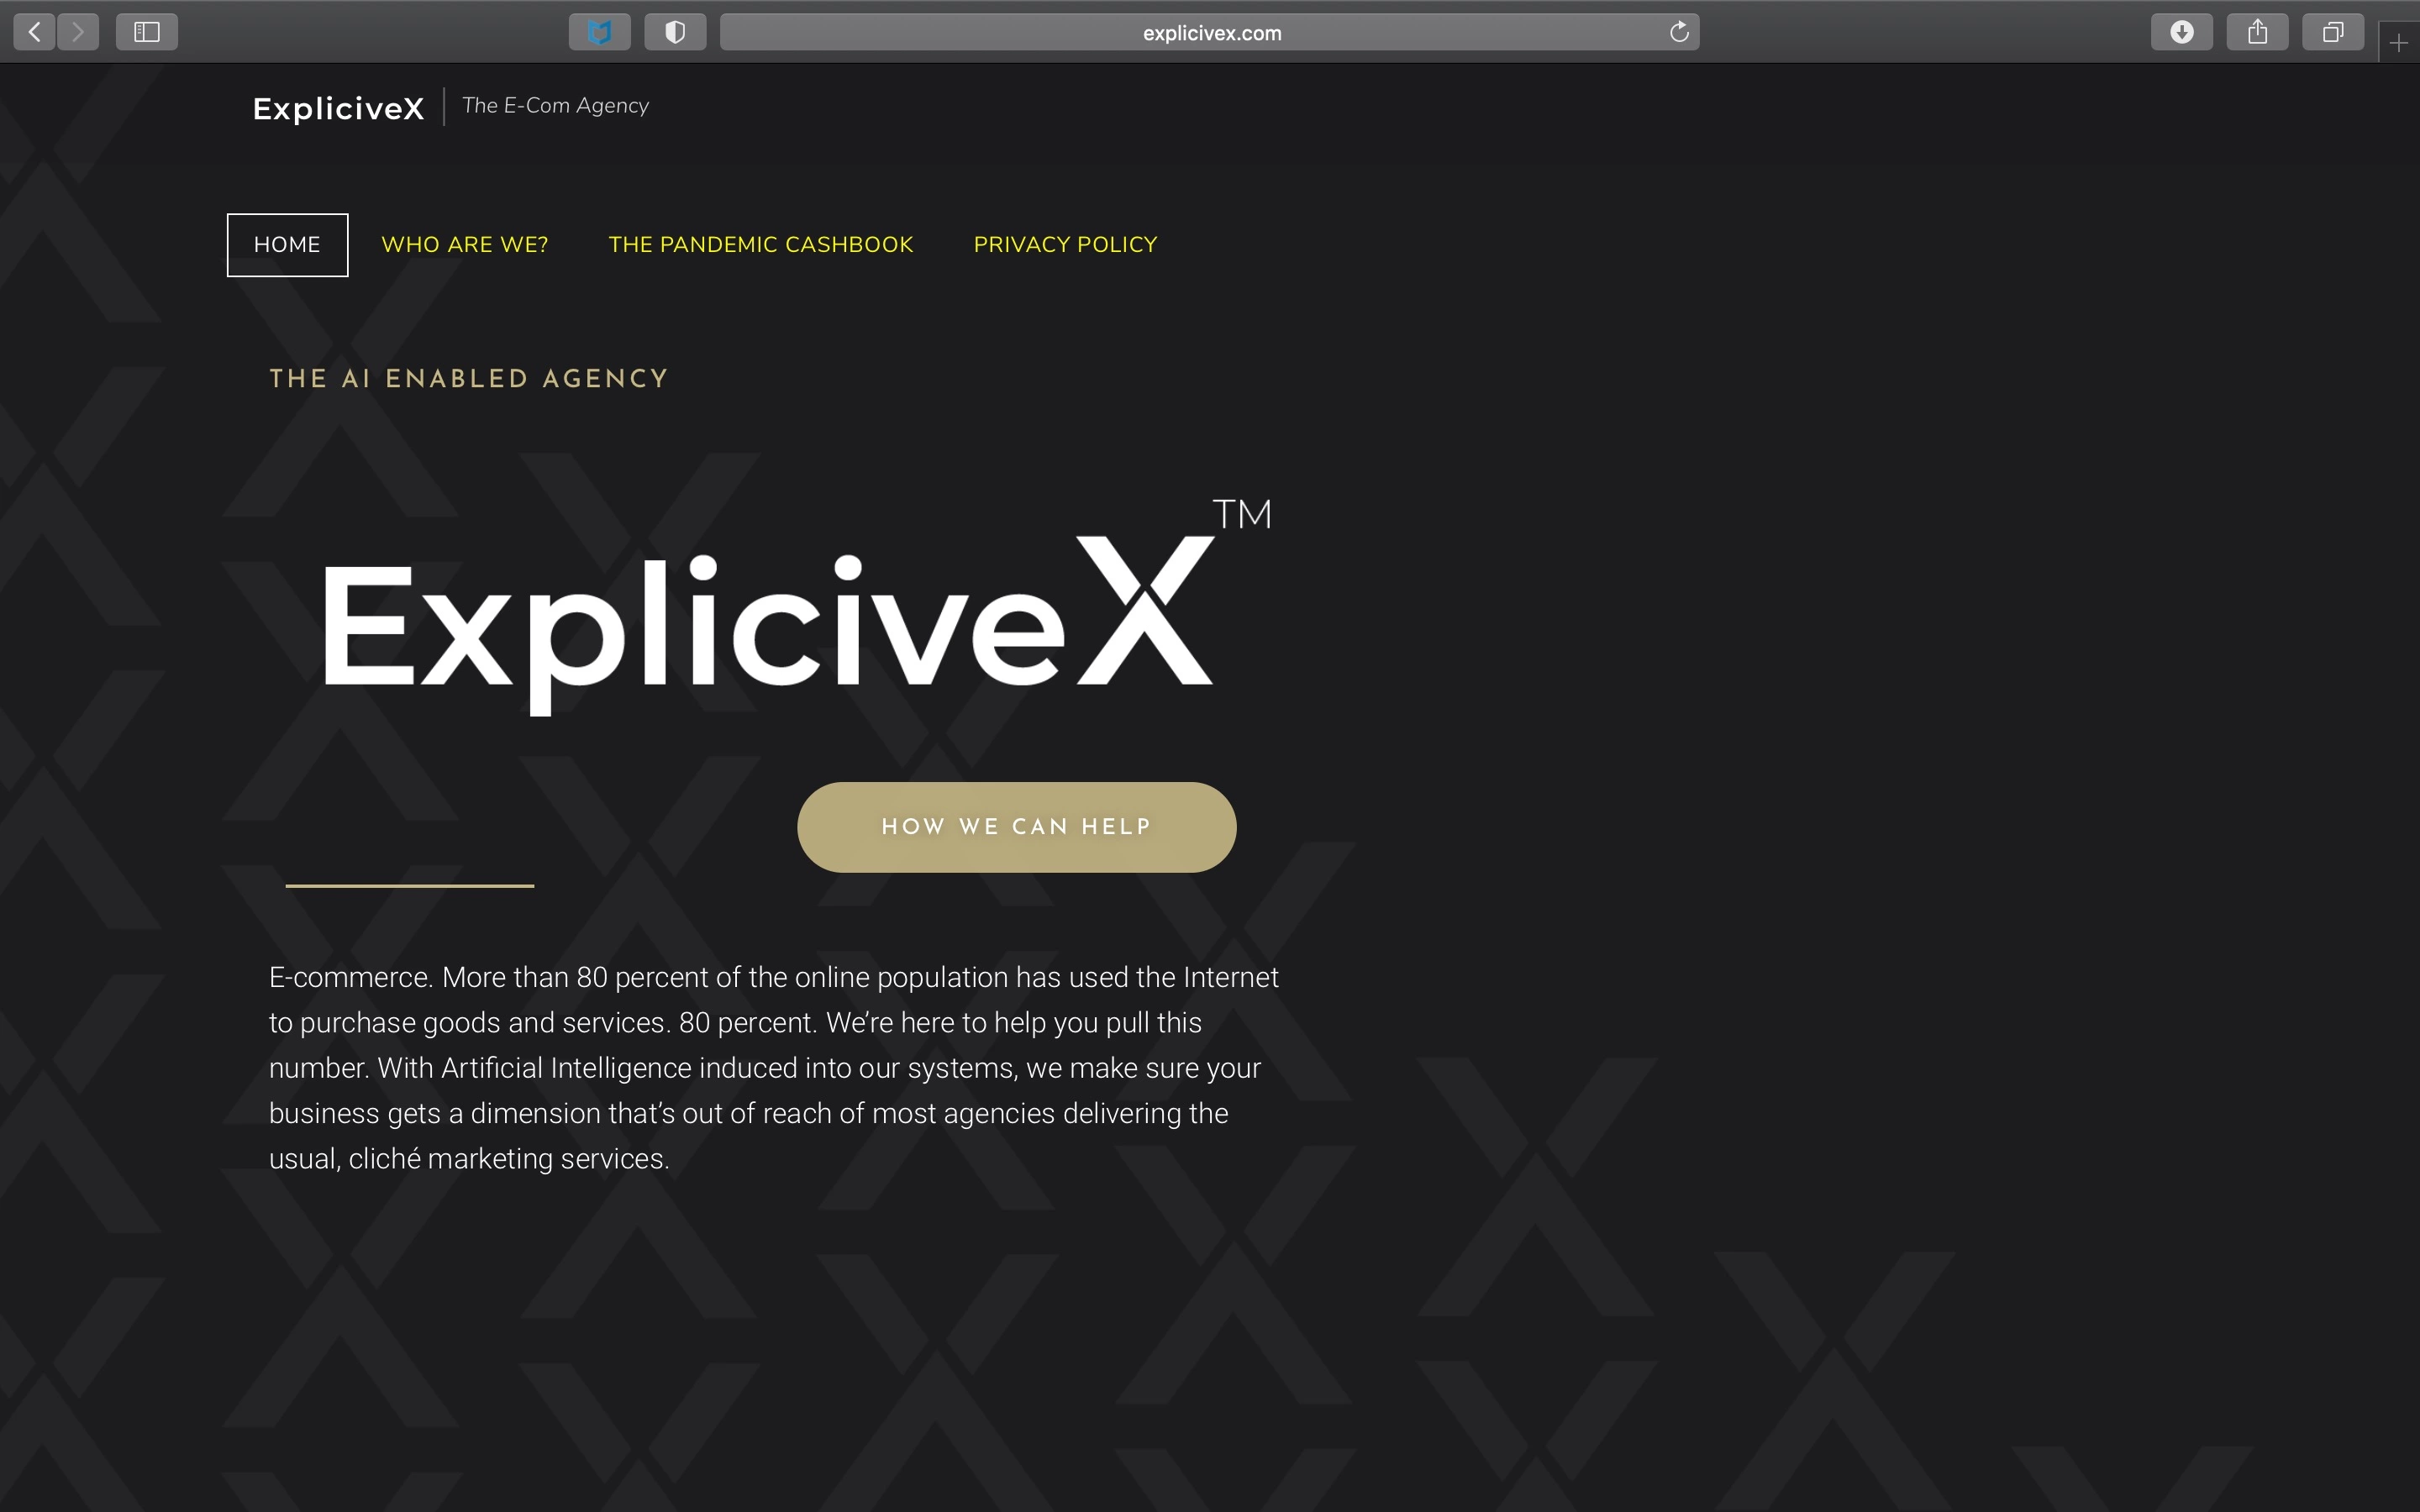 explicivex.com
ExpliciveX | The E-Com Agency
HOME WHO ARE WE? THE PANDEMIC CASHBOOK PRIVACY POLICY
THE AI ENABLED AGENCY
ExpliciveX™
HOW WE CAN HELP
E-commerce. More than 80 percent of the online population has used the Internet
to purchase goods and services. 80 percent. We’re here to help you pull this
number. With Artificial Intelligence induced into our systems, we make sure your
business gets a dimension that’s out of reach of most agencies delivering the
usual, cliché marketing services.